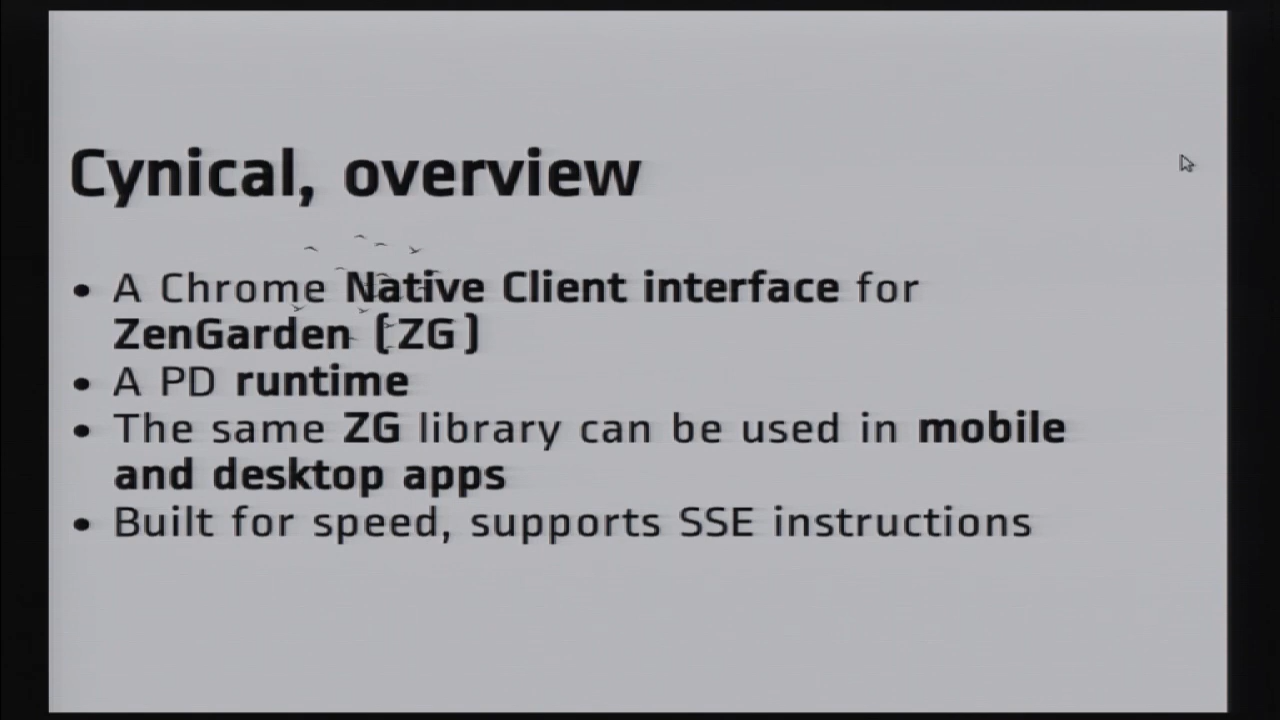 Cynical, overview
• A Chrome Native Client interface for
ZenGarden (ZG)
• A PD runtime
• The same ZG library can be used in mobile
and desktop apps
• Built for speed, supports SSE instructions